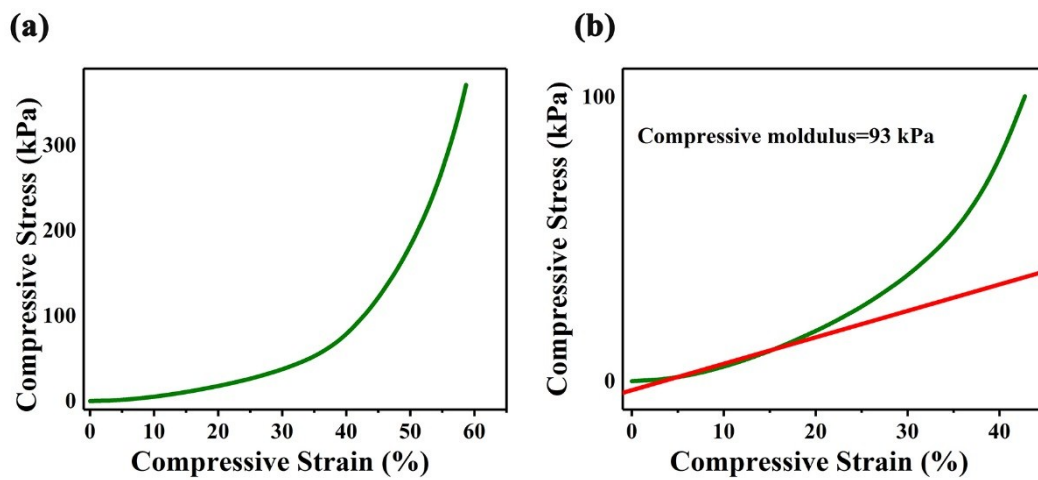 (a)
Compressive Stress (kPa)
300
200
100
0
0 10 20 30 40 50 60
Compressive Strain (%)
(b)
Compressive Stress (kPa)
100
0
Compressive moldulus=93 kPa
0 10 20 30 40
Compressive Strain (%)